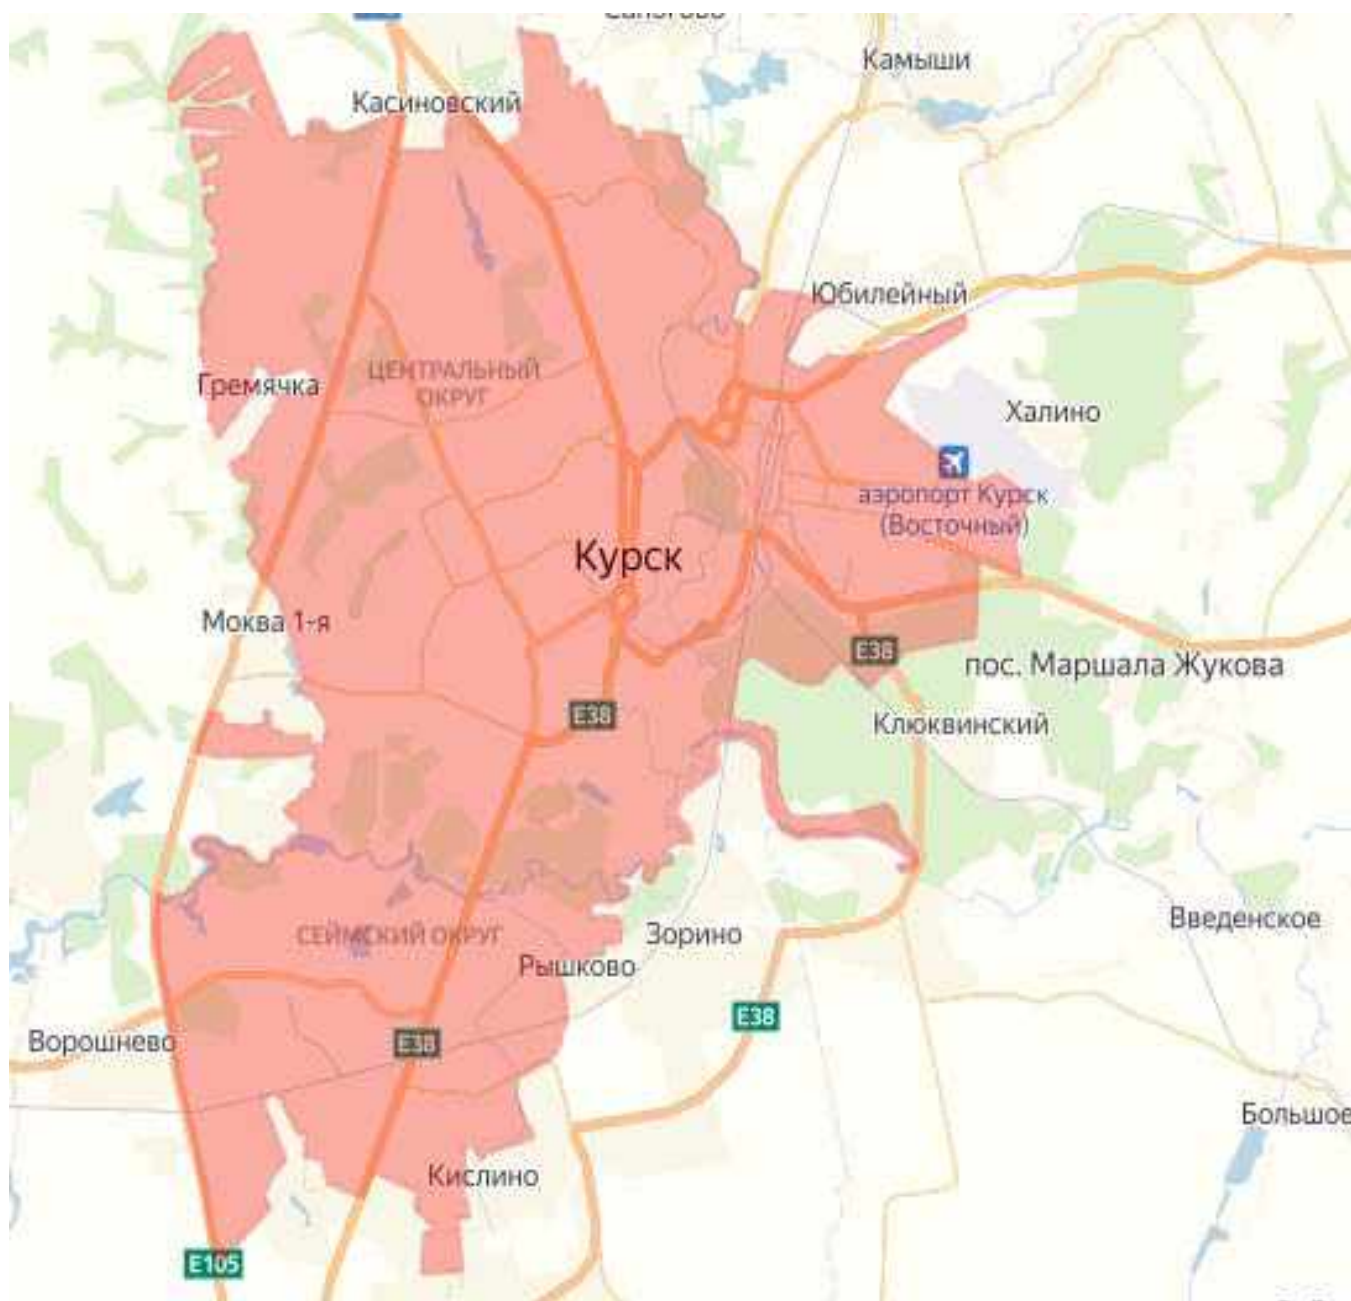 Камыши
Касиновский
Юбилейный
Гремячка
ЦЕНТРАЛЬНЫЙ
ОКРУГ
Халино
аэропорт Курск
(Восточный)
Курск
Моква 1-я
E38
пос. Маршала Жукова
E38
Клюквинский
Введенское
СЕЙМСКИЙ ОКРУГ
Зорино
Рышково
E38
Ворошнево
E38
Большое
Кислино
E105